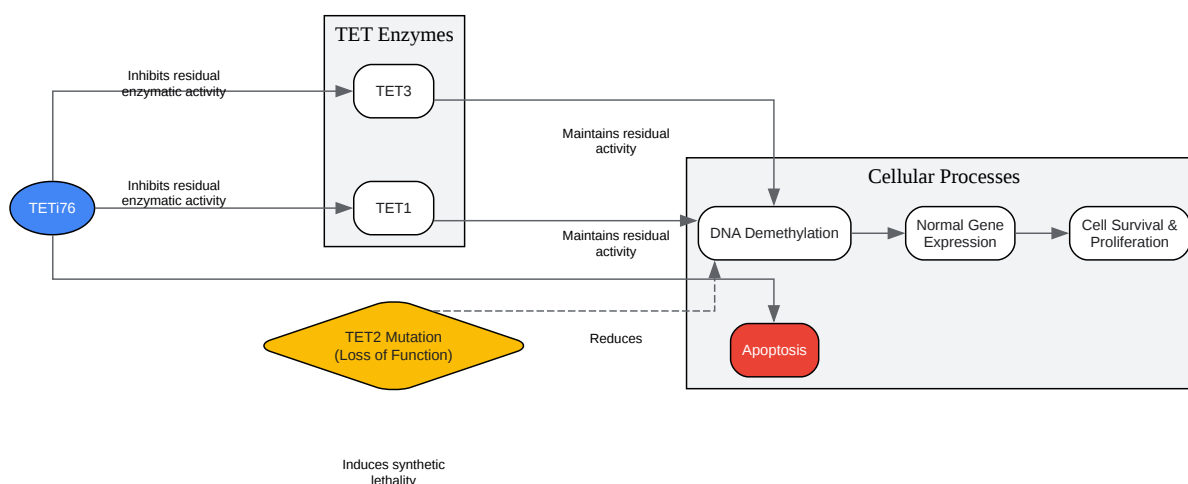 TET Enzymes
Inhibits residual
enzymatic activity
TET3
Maintains residual
activity
Cellular Processes
Inhibits residual
enzymatic activity
TETi76
TET1
Maintains residual
activity
DNA Demethylation
Normal Gene
Expression
Cell Survival &
Proliferation
TET2 Mutation
(Loss of Function)
Reduces
Apoptosis
Induces synthetic
lethality